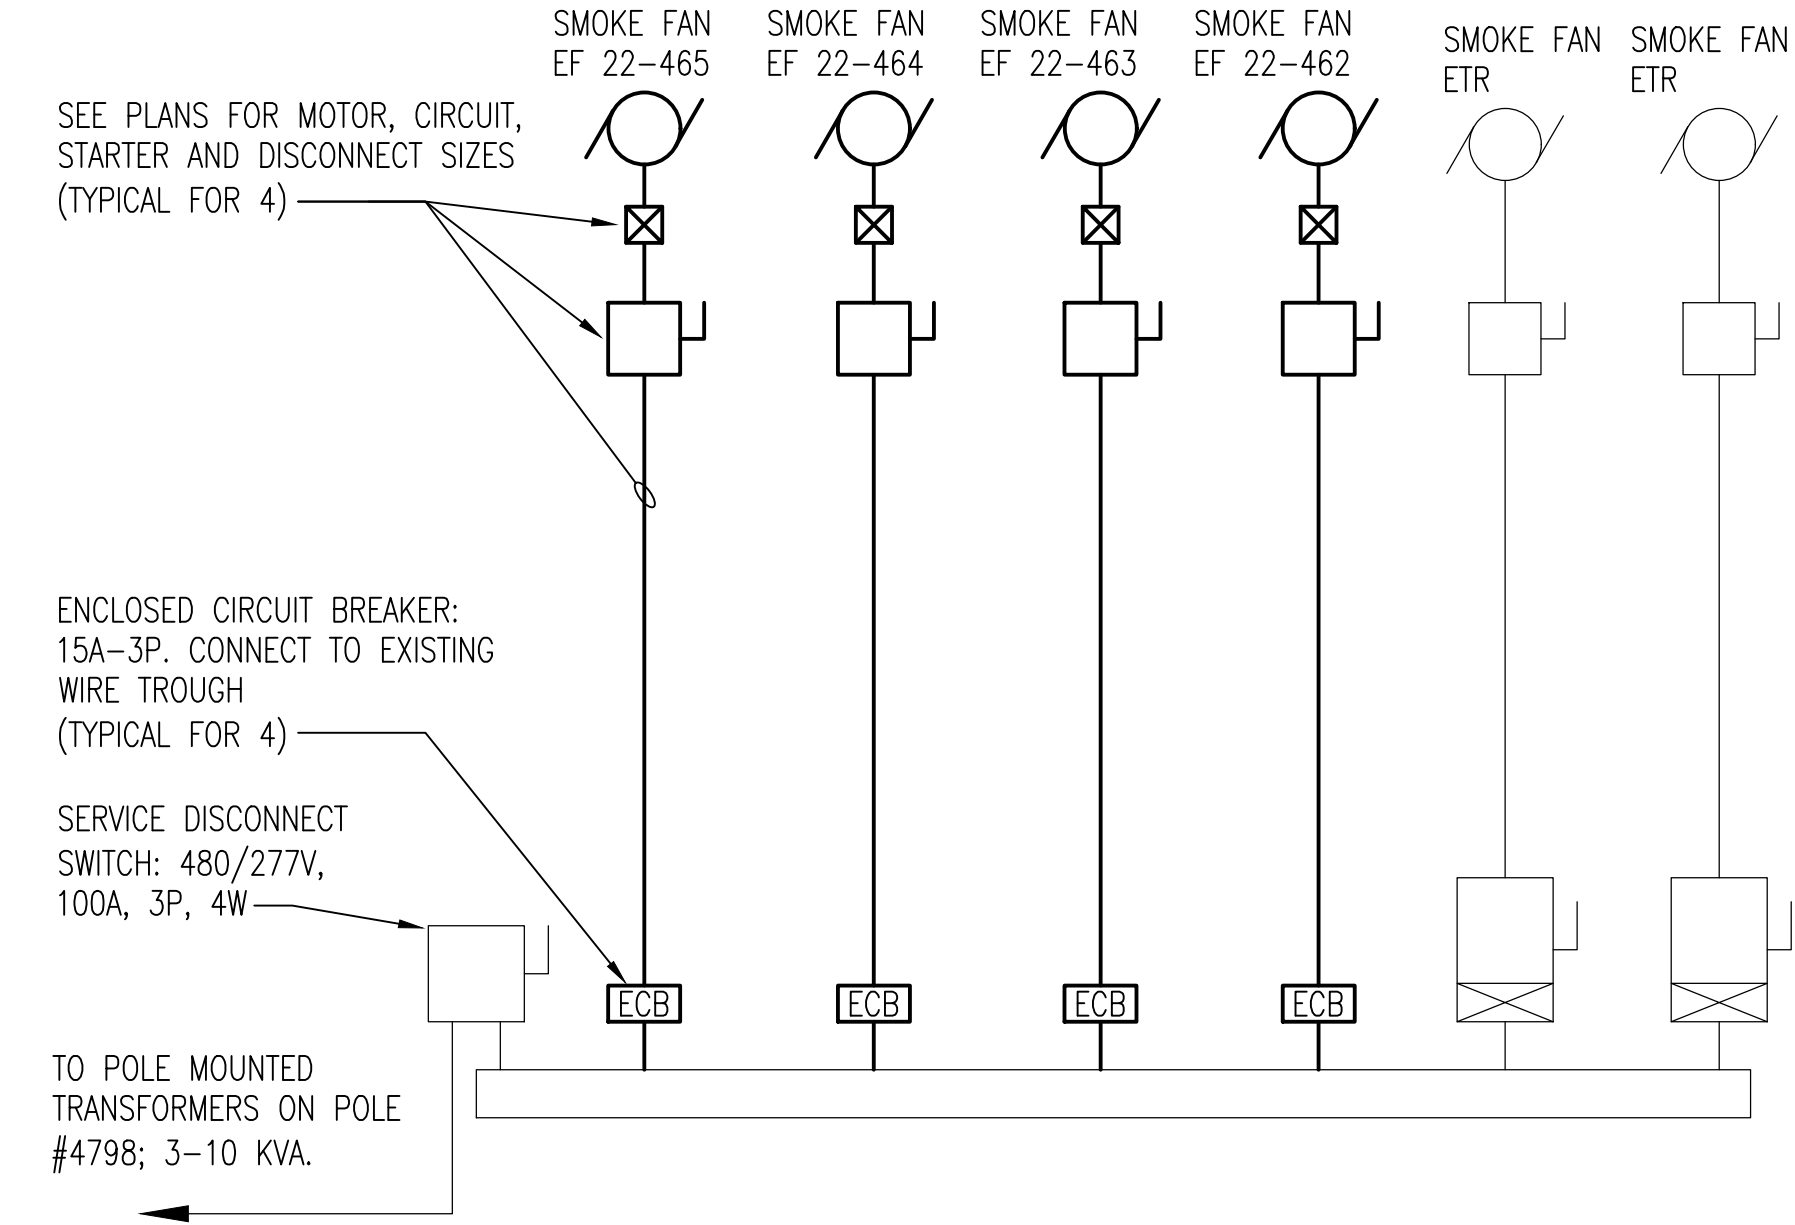 SMOKE FAN
EF 22-465
SMOKE FAN
EF 22-464
SMOKE FAN
EF 22-463
SMOKE FAN
EF 22-462
SMOKE FAN
ETR
SMOKE FAN
ETR
SEE PLANS FOR MOTOR, CIRCUIT,
STARTER AND DISCONNECT SIZES
(TYPICAL FOR 4)
ENCLOSED CIRCUIT BREAKER:
15A-3P. CONNECT TO EXISTING
WIRE TROUGH
(TYPICAL FOR 4)
SERVICE DISCONNECT
SWITCH: 480/277V,
100A, 3P, 4W
ECB
ECB
ECB
ECB
TO POLE MOUNTED
TRANSFORMERS ON POLE
#4798; 3-10 KVA.